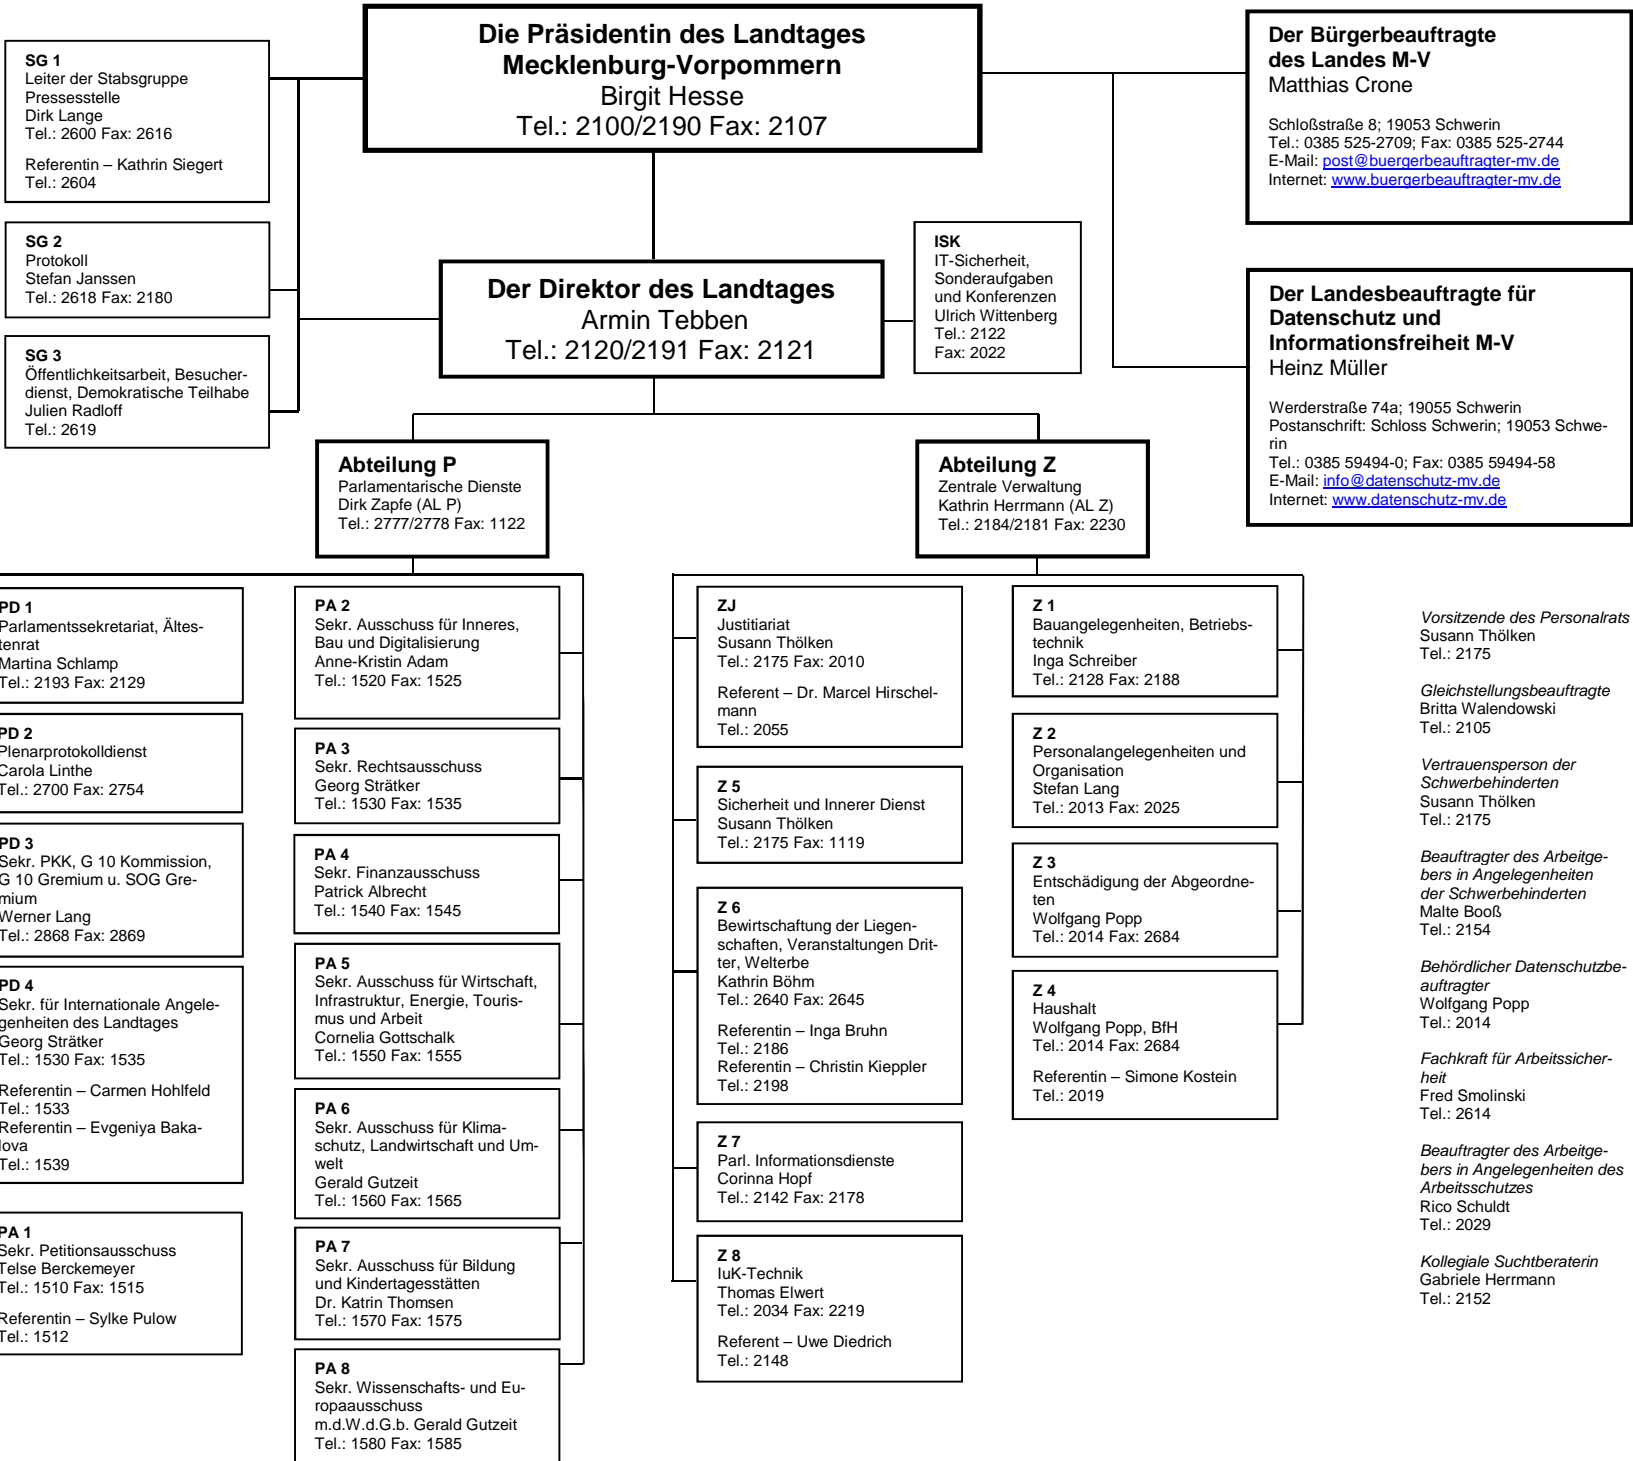 Die Präsidentin des Landtages
Mecklenburg-Vorpommern
Birgit Hesse
Tel.: 2100/2190 Fax: 2107
Der Bürgerbeauftragte
des Landes M-V
Matthias Crone
Schloßstraße 8; 19053 Schwerin
Tel.: 0385 525-2709; Fax: 0385 525-2744
E-Mail: post@buergerbeauftragter-mv.de
Internet: www.buergerbeauftragter-mv.de
SG 1
Leiter der Stabsgruppe
Pressestelle
Dirk Lange
Tel.: 2600 Fax: 2616
Referentin – Kathrin Siegert
Tel.: 2604
SG 2
Protokoll
Stefan Janssen
Tel.: 2618 Fax: 2180
SG 3
Öffentlichkeitsarbeit, Besucher-
dienst, Demokratische Teilhabe
Julien Radloff
Tel.: 2619
Der Direktor des Landtages
Armin Tebben
Tel.: 2120/2191 Fax: 2121
ISK
IT-Sicherheit,
Sonderaufgaben
und Konferenzen
Ulrich Wittenberg
Tel.: 2122
Fax: 2022
Der Landesbeauftragte für
Datenschutz und
Informationsfreiheit M-V
Heinz Müller
Werderstraße 74a; 19055 Schwerin
Postanschrift: Schloss Schwerin; 19053 Schwe-
rin
Tel.: 0385 59494-0; Fax: 0385 59494-58
E-Mail: info@datenschutz-mv.de
Internet: www.datenschutz-mv.de
Abteilung P
Parlamentarische Dienste
Dirk Zapfe (AL P)
Tel.: 2777/2778 Fax: 1122
Abteilung Z
Zentrale Verwaltung
Kathrin Herrmann (AL Z)
Tel.: 2184/2181 Fax: 2230
PD 1
Parlamentssekretariat, Ältes-
tenrat
Martina Schlamp
Tel.: 2193 Fax: 2129
PD 2
Plenarprotokolldienst
Carola Linthe
Tel.: 2700 Fax: 2754
PD 3
Sekr. PKK, G 10 Kommission,
G 10 Gremium u. SOG Gre-
mium
Werner Lang
Tel.: 2868 Fax: 2869
PD 4
Sekr. für Internationale Angele-
genheiten des Landtages
Georg Strätker
Tel.: 1530 Fax: 1535
Referentin – Carmen Hohlfeld
Tel.: 1533
Referentin – Evgeniya Baka-
lova
Tel.: 1539
PA 1
Sekr. Petitionsausschuss
Telse Berckemeyer
Tel.: 1510 Fax: 1515
Referentin – Sylke Pulow
Tel.: 1512
PA 2
Sekr. Ausschuss für Inneres,
Bau und Digitalisierung
Anne-Kristin Adam
Tel.: 1520 Fax: 1525
PA 3
Sekr. Rechtsausschuss
Georg Strätker
Tel.: 1530 Fax: 1535
PA 4
Sekr. Finanzausschuss
Patrick Albrecht
Tel.: 1540 Fax: 1545
PA 5
Sekr. Ausschuss für Wirtschaft,
Infrastruktur, Energie, Touris-
mus und Arbeit
Cornelia Gottschalk
Tel.: 1550 Fax: 1555
PA 6
Sekr. Ausschuss für Klima-
schutz, Landwirtschaft und Um-
welt
Gerald Gutzeit
Tel.: 1560 Fax: 1565
PA 7
Sekr. Ausschuss für Bildung
und Kindertagesstätten
Dr. Katrin Thomsen
Tel.: 1570 Fax: 1575
PA 8
Sekr. Wissenschafts- und Eu-
ropaausschuss
m.d.W.d.G.b. Gerald Gutzeit
Tel.: 1580 Fax: 1585
ZJ
Justitiariat
Susann Thölken
Tel.: 2175 Fax: 2010
Referent – Dr. Marcel Hirschel-
mann
Tel.: 2055
Z 5
Sicherheit und Innerer Dienst
Susann Thölken
Tel.: 2175 Fax: 1119
Z 6
Bewirtschaftung der Liegen-
schaften, Veranstaltungen Drit-
ter, Welterbe
Kathrin Böhm
Tel.: 2640 Fax: 2645
Referentin – Inga Bruhn
Tel.: 2186
Referentin – Christin Kieppler
Tel.: 2198
Z 7
Parl. Informationsdienste
Corinna Hopf
Tel.: 2142 Fax: 2178
Z 8
IuK-Technik
Thomas Elwert
Tel.: 2034 Fax: 2219
Referent – Uwe Diedrich
Tel.: 2148
Z 1
Bauangelegenheiten, Betriebs-
technik
Inga Schreiber
Tel.: 2128 Fax: 2188
Z 2
Personalangelegenheiten und
Organisation
Stefan Lang
Tel.: 2013 Fax: 2025
Z 3
Entschädigung der Abgeordne-
ten
Wolfgang Popp
Tel.: 2014 Fax: 2684
Z 4
Haushalt
Wolfgang Popp, BfH
Tel.: 2014 Fax: 2684
Referentin – Simone Kostein
Tel.: 2019
Vorsitzende des Personalrats
Susann Thölken
Tel.: 2175
Gleichstellungsbeauftragte
Britta Walendowski
Tel.: 2105
Vertrauensperson der
Schwerbehinderten
Susann Thölken
Tel.: 2175
Beauftragter des Arbeitge-
bers in Angelegenheiten
der Schwerbehinderten
Malte Booß
Tel.: 2154
Behördlicher Datenschutzbe-
auftragter
Wolfgang Popp
Tel.: 2014
Fachkraft für Arbeitssicher-
heit
Fred Smolinski
Tel.: 2614
Beauftragter des Arbeitge-
bers in Angelegenheiten des
Arbeitsschutzes
Rico Schuldt
Tel.: 2029
Kollegiale Suchtberaterin
Gabriele Herrmann
Tel.: 2152